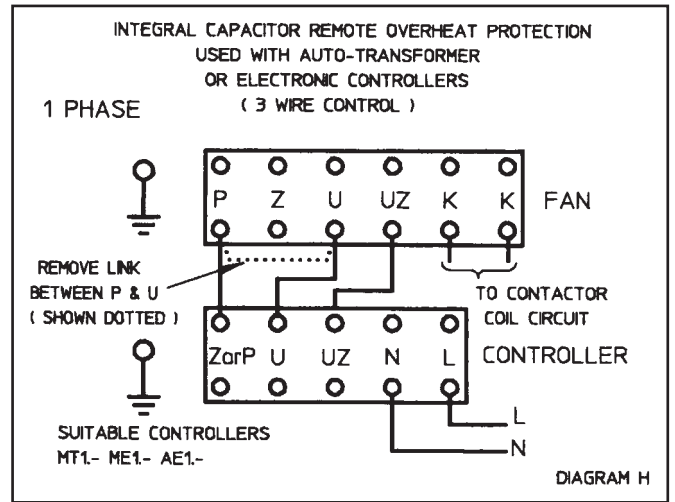 INTEGRAL CAPACITOR REMOTE OVERHEAT PROTECTION
USED WITH AUTO-TRANSFORMER
OR ELECTRONIC CONTROLLERS
( 3 WIRE CONTROL )
1 PHASE
P Z U UZ K K FAN
REMOVE LINK
BETWEEN P & U
( SHOWN DOTTED )
TO CONTACTOR
COIL CIRCUIT
ZorP U UZ N L CONTROLLER
L
N
SUITABLE CONTROLLERS
MT1.- ME1.- AE1.-
DIAGRAM H